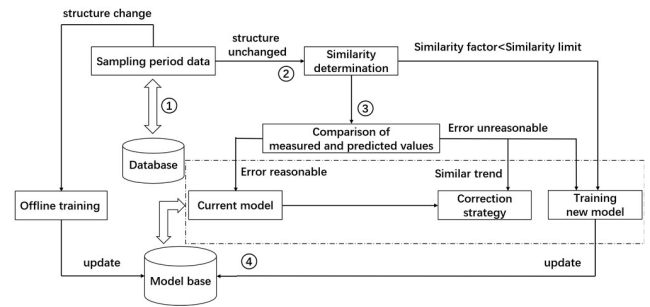 structure change
Sampling period data
structure
unchanged
②
Similarity
determination
Similarity factor<Similarity limit
①
③
Database
Comparison of
measured and predicted values
Error unreasonable
Error reasonable
Similar trend
Offline training
Current model
Correction
strategy
Training
new model
update
Model base
④
update